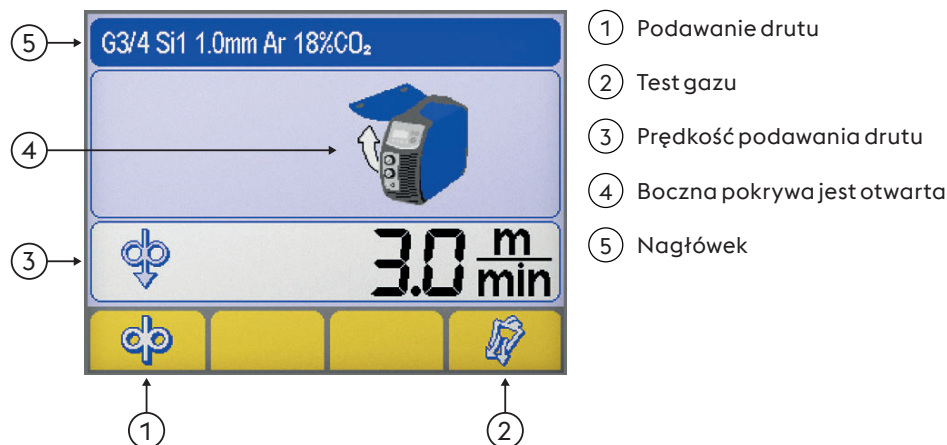 G3/4 Si1 1.0mm Ar 18%CO₂
3.0 m/min
5
4
3
1
2
1 Podawanie drutu
2 Test gazu
3 Prędkość podawania drutu
4 Boczna pokrywa jest otwarta
5 Nagłówek